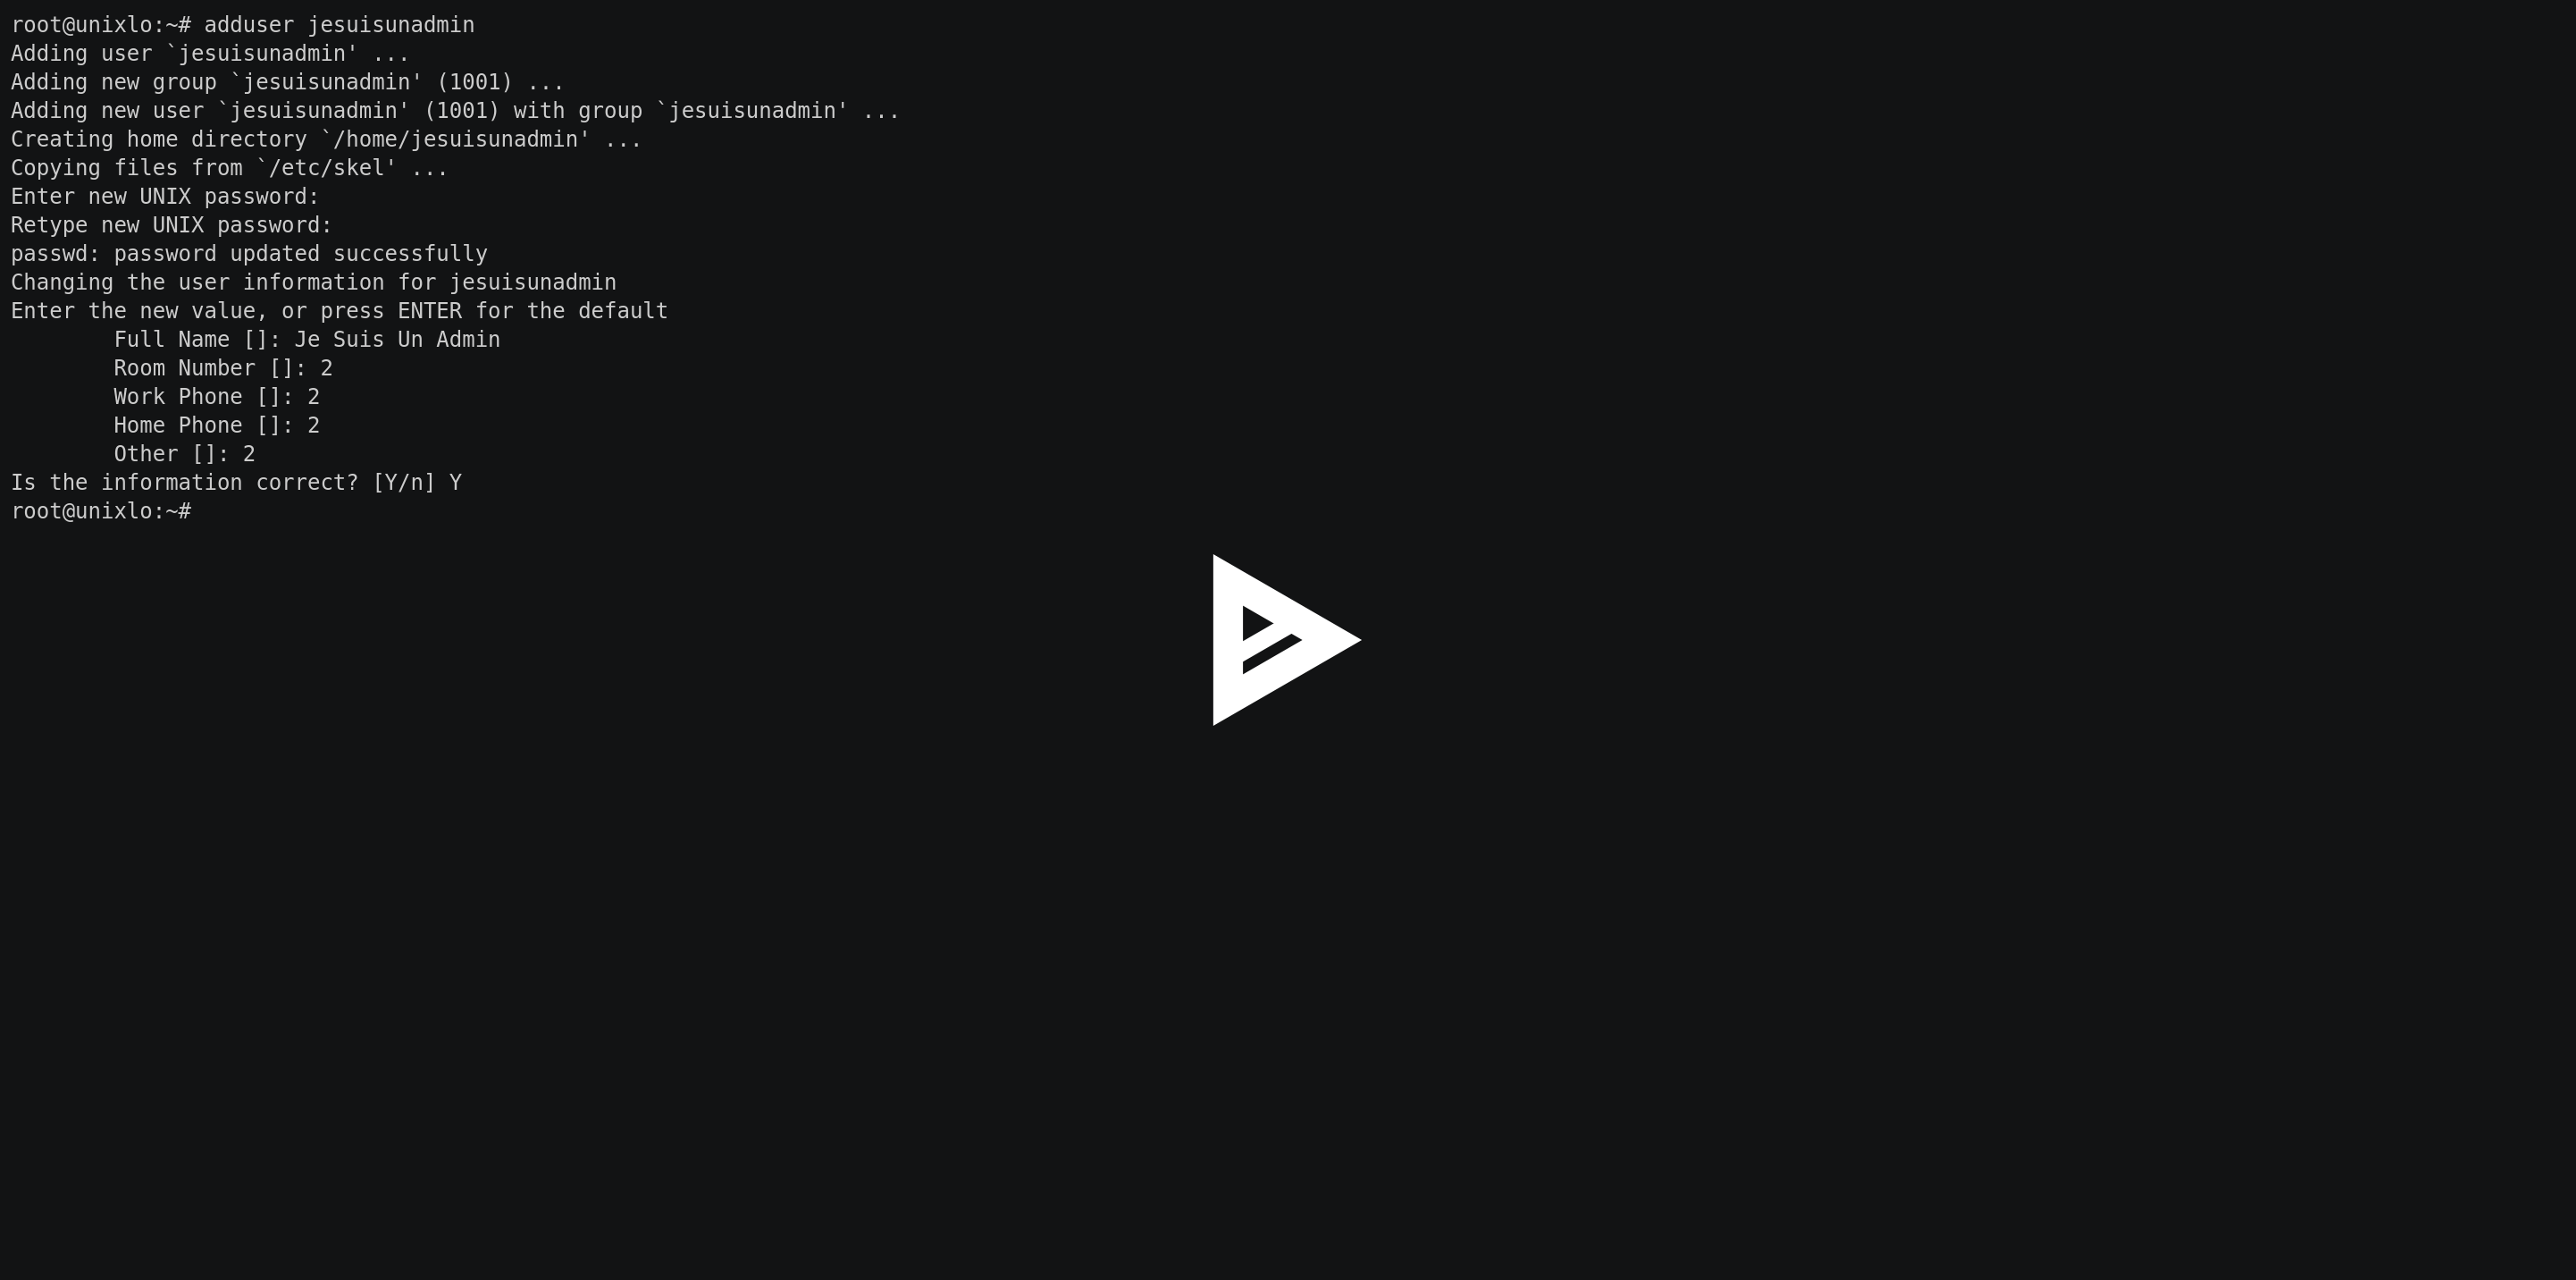 root@unixlo:~# adduser jesuisunadmin
Adding user `jesuisunadmin' ...
Adding new group `jesuisunadmin' (1001) ...
Adding new user `jesuisunadmin' (1001) with group `jesuisunadmin' ...
Creating home directory `/home/jesuisunadmin' ...
Copying files from `/etc/skel' ...
Enter new UNIX password:
Retype new UNIX password:
passwd: password updated successfully
Changing the user information for jesuisunadmin
Enter the new value, or press ENTER for the default
        Full Name []: Je Suis Un Admin
        Room Number []: 2
        Work Phone []: 2
        Home Phone []: 2
        Other []: 2
Is the information correct? [Y/n] Y
root@unixlo:~#